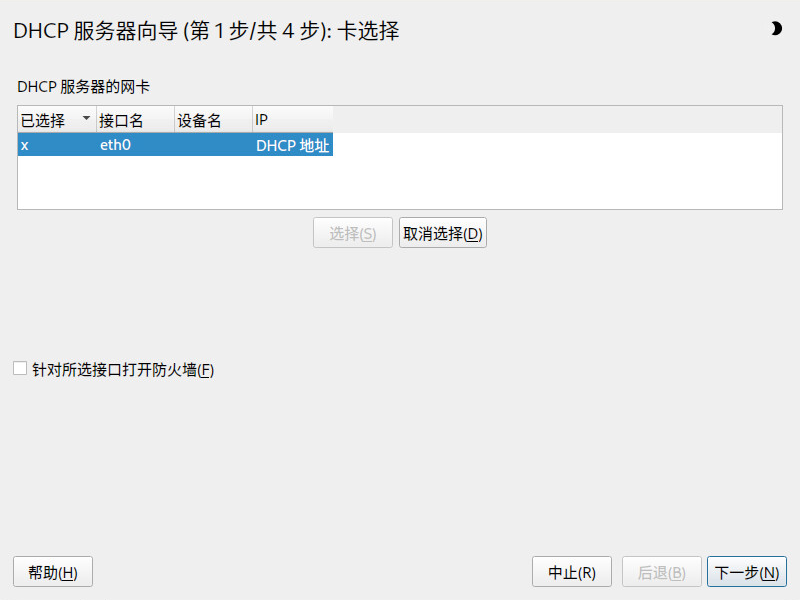 DHCP 服务器向导 (第 1 步/共 4 步): 卡选择
DHCP 服务器的网卡
已选择 接口名 设备名 IP
x eth0 DHCP 地址
选择(S) 取消选择(D)
针对所选接口打开防火墙(F)
帮助(H) 中止(R) 后退(B) 下一步(N)